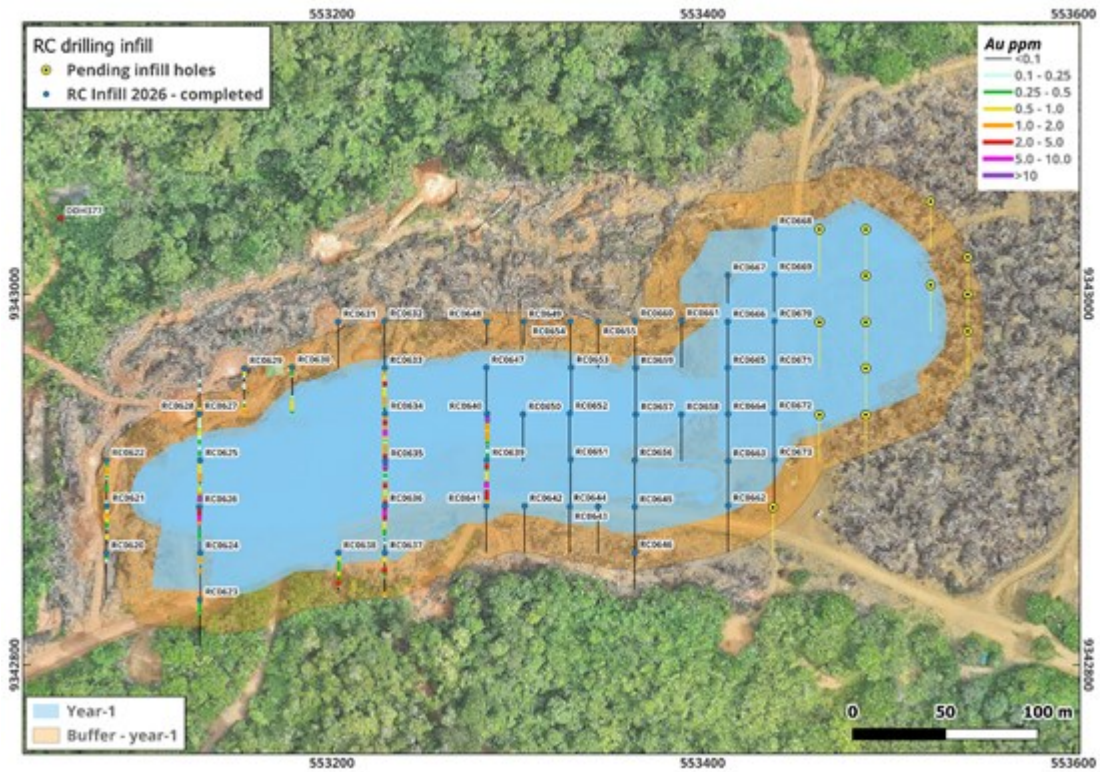 553200
553400
553600
RC drilling infill
Pending infill holes
RC Infill 2026 - completed
Au ppm
<0.1
0.1 - 0.25
0.25 - 0.5
0.5 - 1.0
1.0 - 2.0
2.0 - 5.0
5.0 - 10.0
>10
DDH377
RC0668
RC0667
RC0669
9343000
9343000
RC0631
RC0632
RC0648
RC0649
RC0660
RC0661
RC0666
RC0670
RC0654
RC0655
RC0629
RC0630
RC0633
RC0647
RC0653
RC0659
RC0665
RC0671
RC0628
RC0627
RC0634
RC0640
RC0650
RC0652
RC0657
RC0658
RC0664
RC0672
RC0622
RC0625
RC0635
RC0639
RC0651
RC0656
RC0663
RC0673
RC0621
RC0626
RC0636
RC0641
RC0642
RC0644
RC0645
RC0662
RC0643
RC0620
RC0624
RC0638
RC0637
RC0646
RC0623
9342800
9342800
Year-1
Buffer - year-1
0 50 100 m
553200
553400
553600